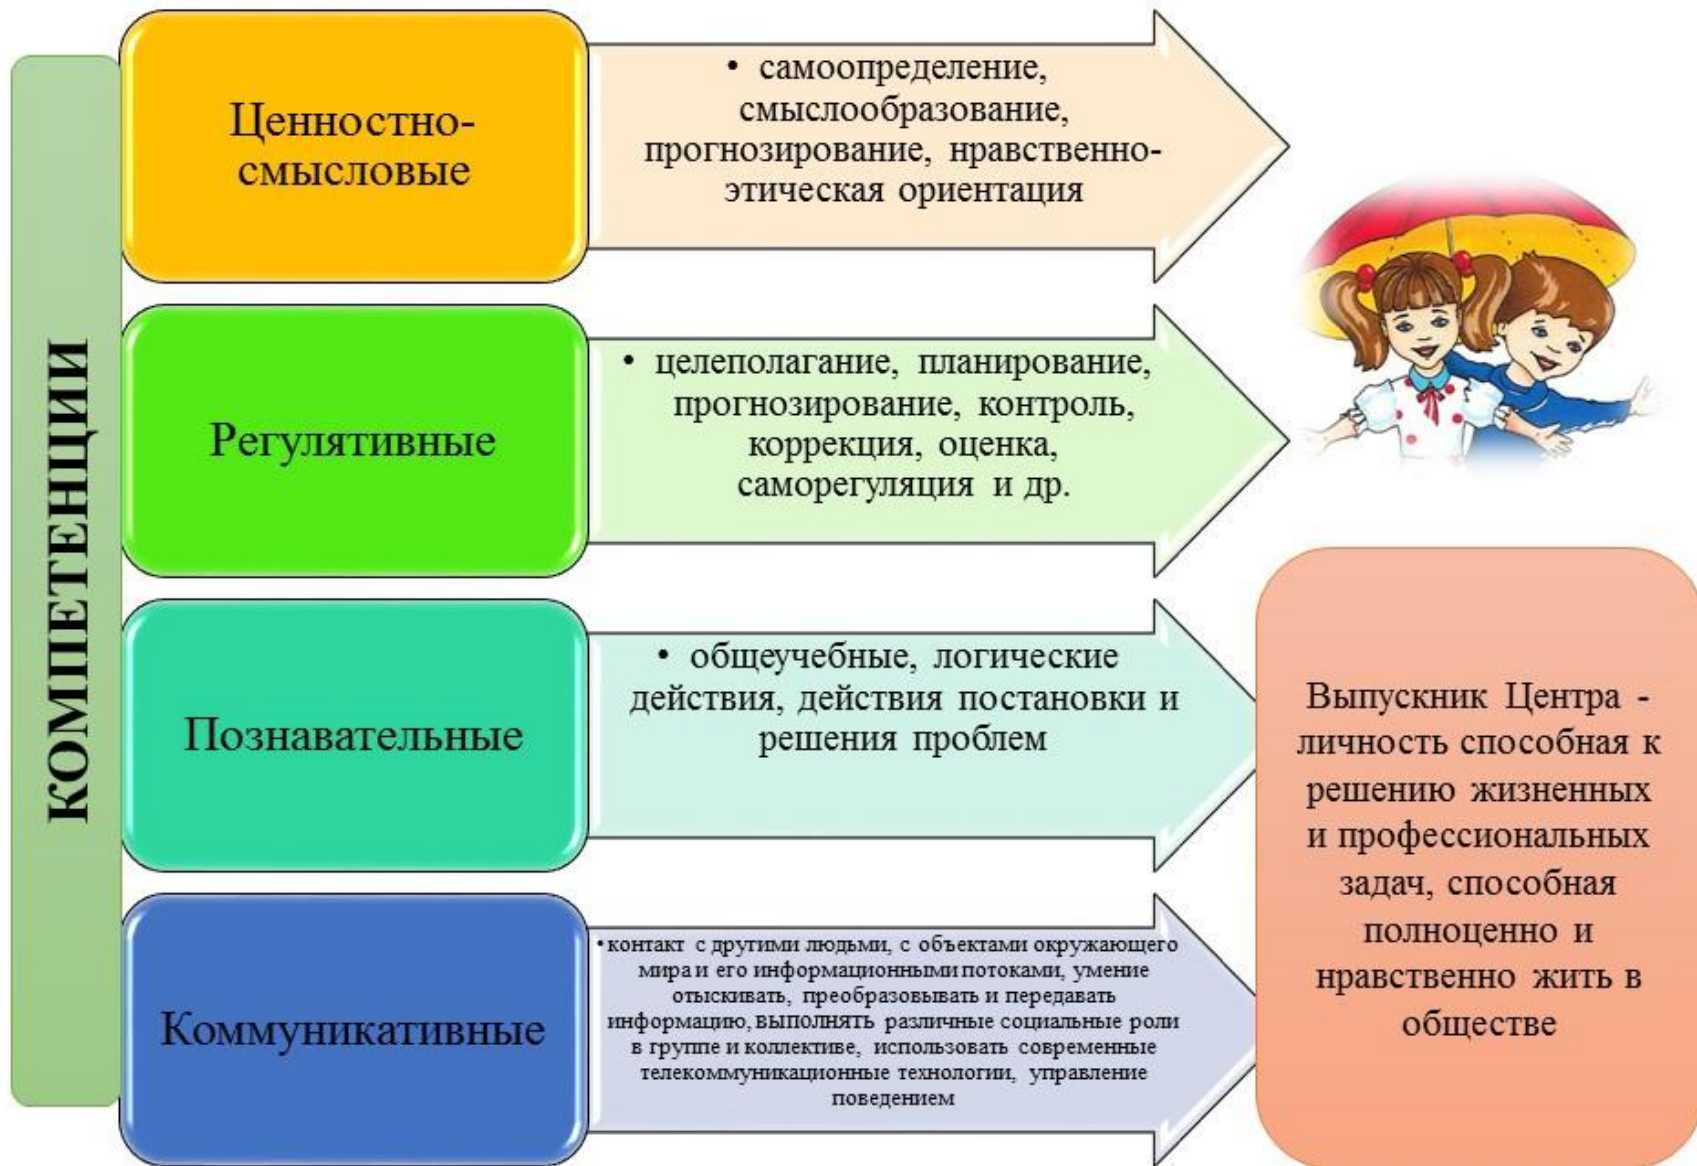 КОМПЕТЕНЦИИ
Ценностно-
смысловые
• самоопределение,
смыслообразование,
прогнозирование, нравственно-
этическая ориентация
Регулятивные
• целеполагание, планирование,
прогнозирование, контроль,
коррекция, оценка,
саморегуляция и др.
Познавательные
• общеучебные, логические
действия, действия постановки и
решения проблем
Коммуникативные
• контакт с другими людьми, с объектами окружающего
мира и его информационными потоками, умение
отыскивать, преобразовывать и передавать
информацию, выполнять различные социальные роли
в группе и коллективе, использовать современные
телекоммуникационные технологии, управление
поведением
Выпускник Центра -
личность способная к
решению жизненных
и профессиональных
задач, способная
полноценно и
нравственно жить в
обществе